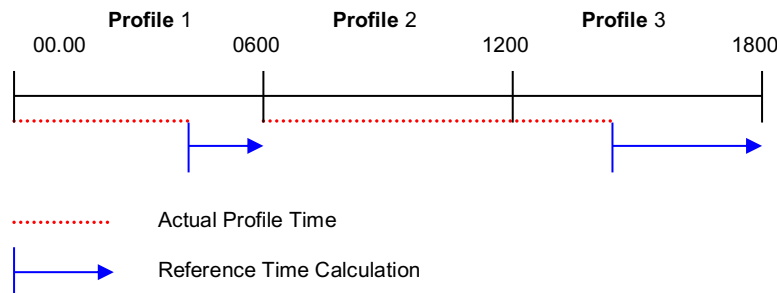 Profile 1 Profile 2 Profile 3
00.00 0600 1200 1800
Actual Profile Time
Reference Time Calculation